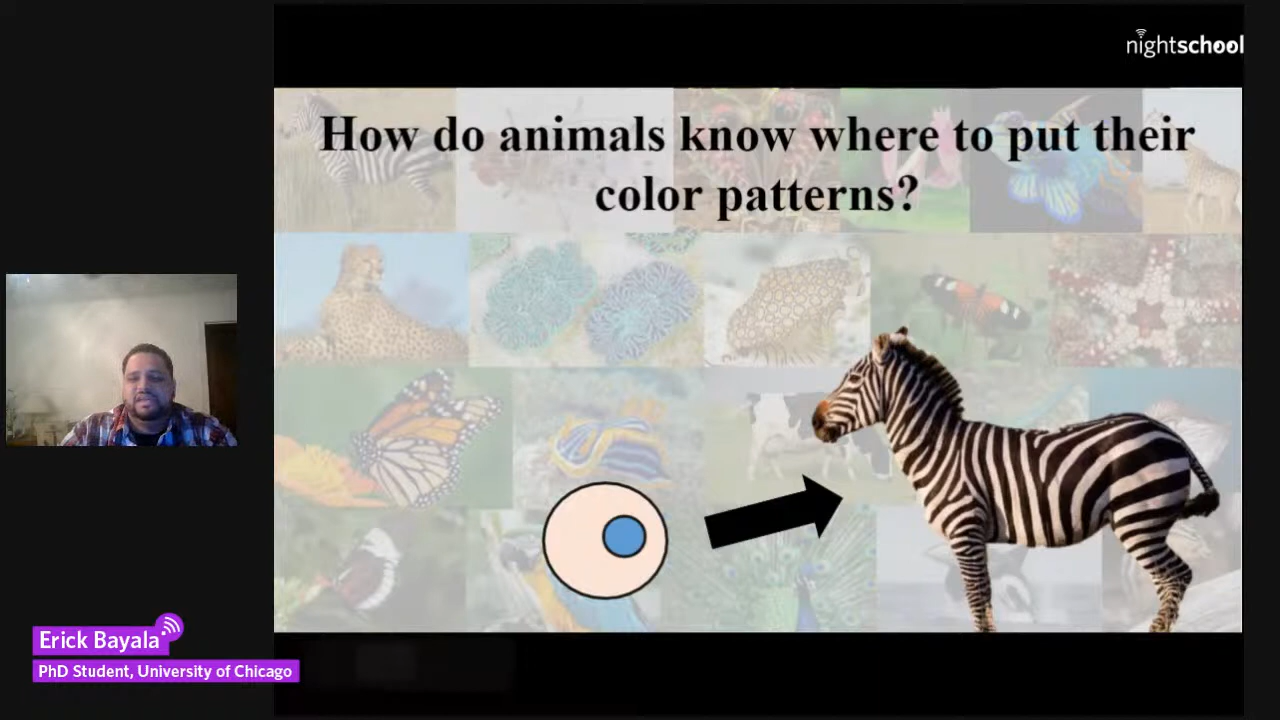 nightschool
How do animals know where to put their
color patterns?
Erick Bayala
PhD Student, University of Chicago